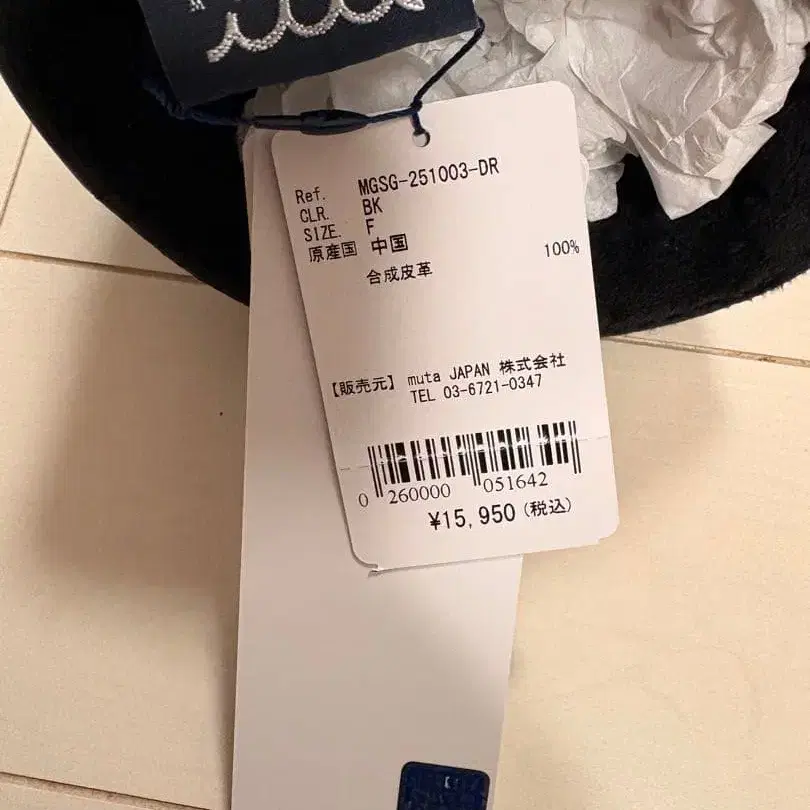 Ref. MGSG-251003-DR
CLR. BK
SIZE. F
原産国 中国
合成皮革 100%
【販売元】 muta JAPAN 株式会社
TEL 03-6721-0347
0 260000 051642
¥15,950 (税込)